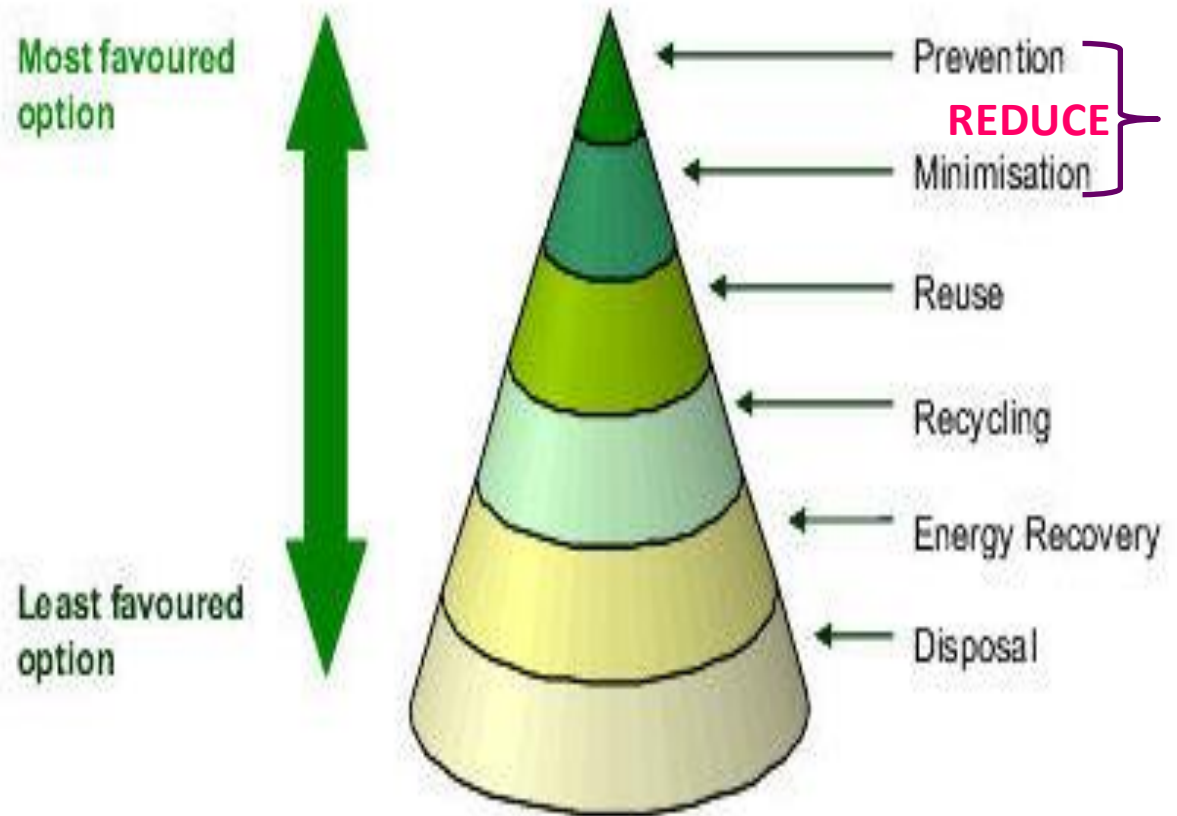 Most favoured
option
Prevention
REDUCE
Minimisation
Reuse
Recycling
Energy Recovery
Least favoured
option
Disposal